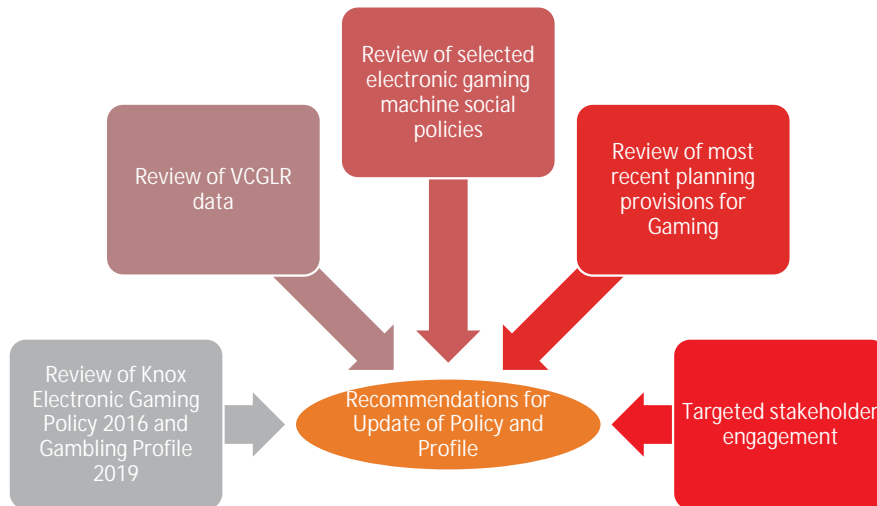 Review of selected
electronic gaming
machine social
policies
Review of VCGLR
data
Review of most
recent planning
provisions for
Gaming
Review of Knox
Electronic Gaming
Policy 2016 and
Gambling Profile
2019
Recommendations for
Update of Policy and
Profile
Targeted stakeholder
engagement